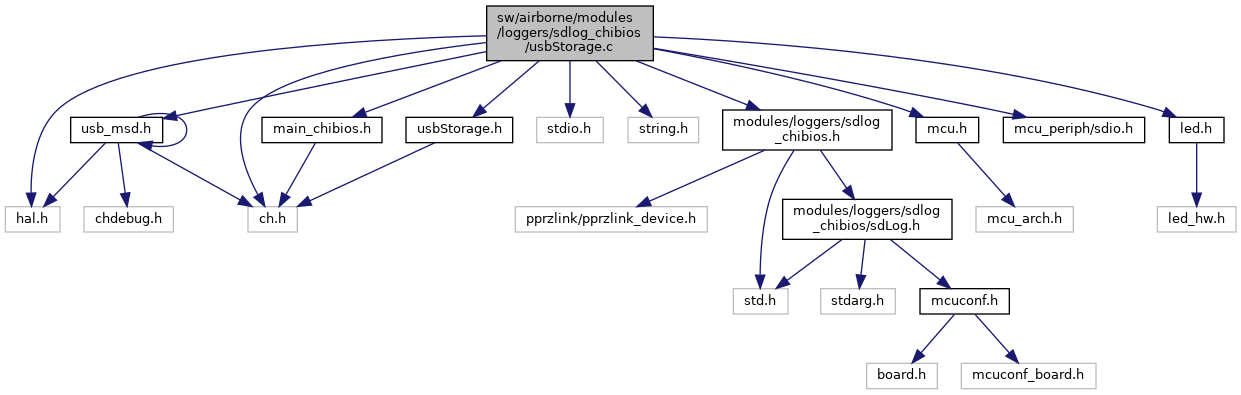 sw/airborne/modules
/loggers/sdlog_chibios
/usbStorage.c
usb_msd.h
main_chibios.h
usbStorage.h
stdio.h
string.h
modules/loggers/sdlog
_chibios.h
mcu.h
mcu_periph/sdio.h
led.h
hal.h
chdebug.h
ch.h
pprzlink/pprzlink_device.h
modules/loggers/sdlog
_chibios/sdLog.h
mcu_arch.h
led_hw.h
std.h
stdarg.h
mcuconf.h
board.h
mcuconf_board.h